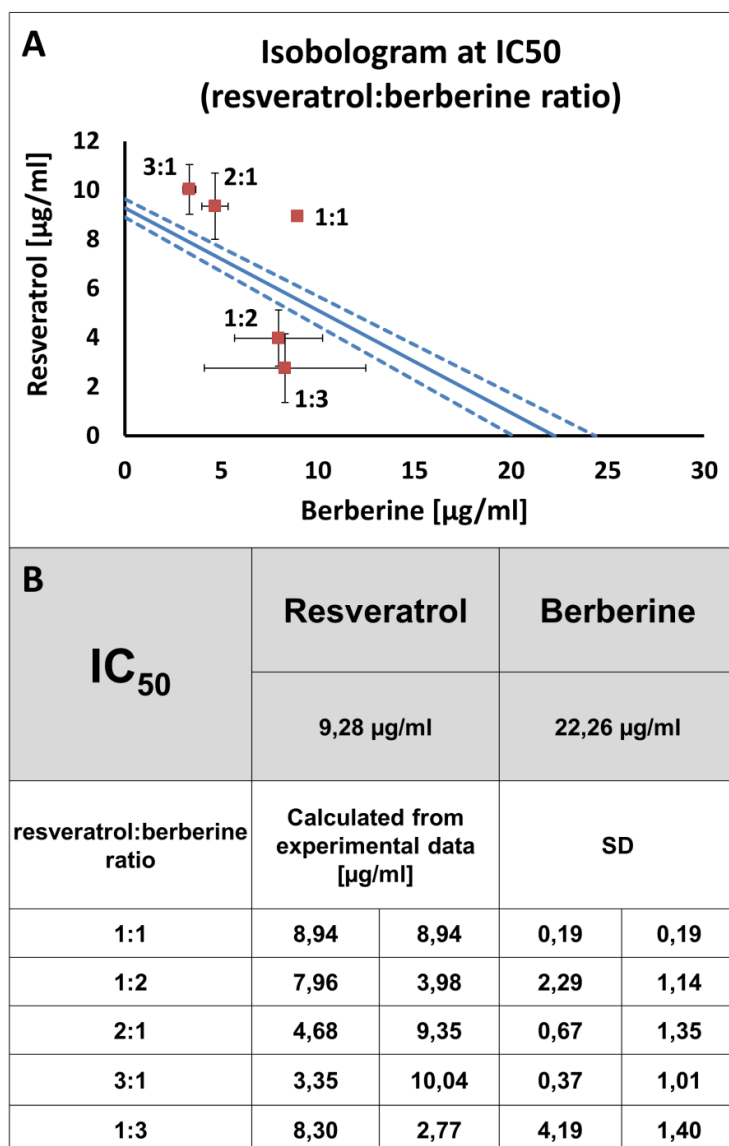 A
Isobologram at IC50
(resveratrol:berberine ratio)
Resveratrol [µg/ml]
12
10
8
6
4
2
0
3:1
2:1
1:1
1:2
1:3
0 5 10 15 20 25 30
Berberine [µg/ml]
B
IC50
Resveratrol Berberine
9,28 µg/ml 22,26 µg/ml
resveratrol:berberine
ratio
Calculated from
experimental data
[µg/ml]
SD
1:1 8,94 8,94 0,19 0,19
1:2 7,96 3,98 2,29 1,14
2:1 4,68 9,35 0,67 1,35
3:1 3,35 10,04 0,37 1,01
1:3 8,30 2,77 4,19 1,40